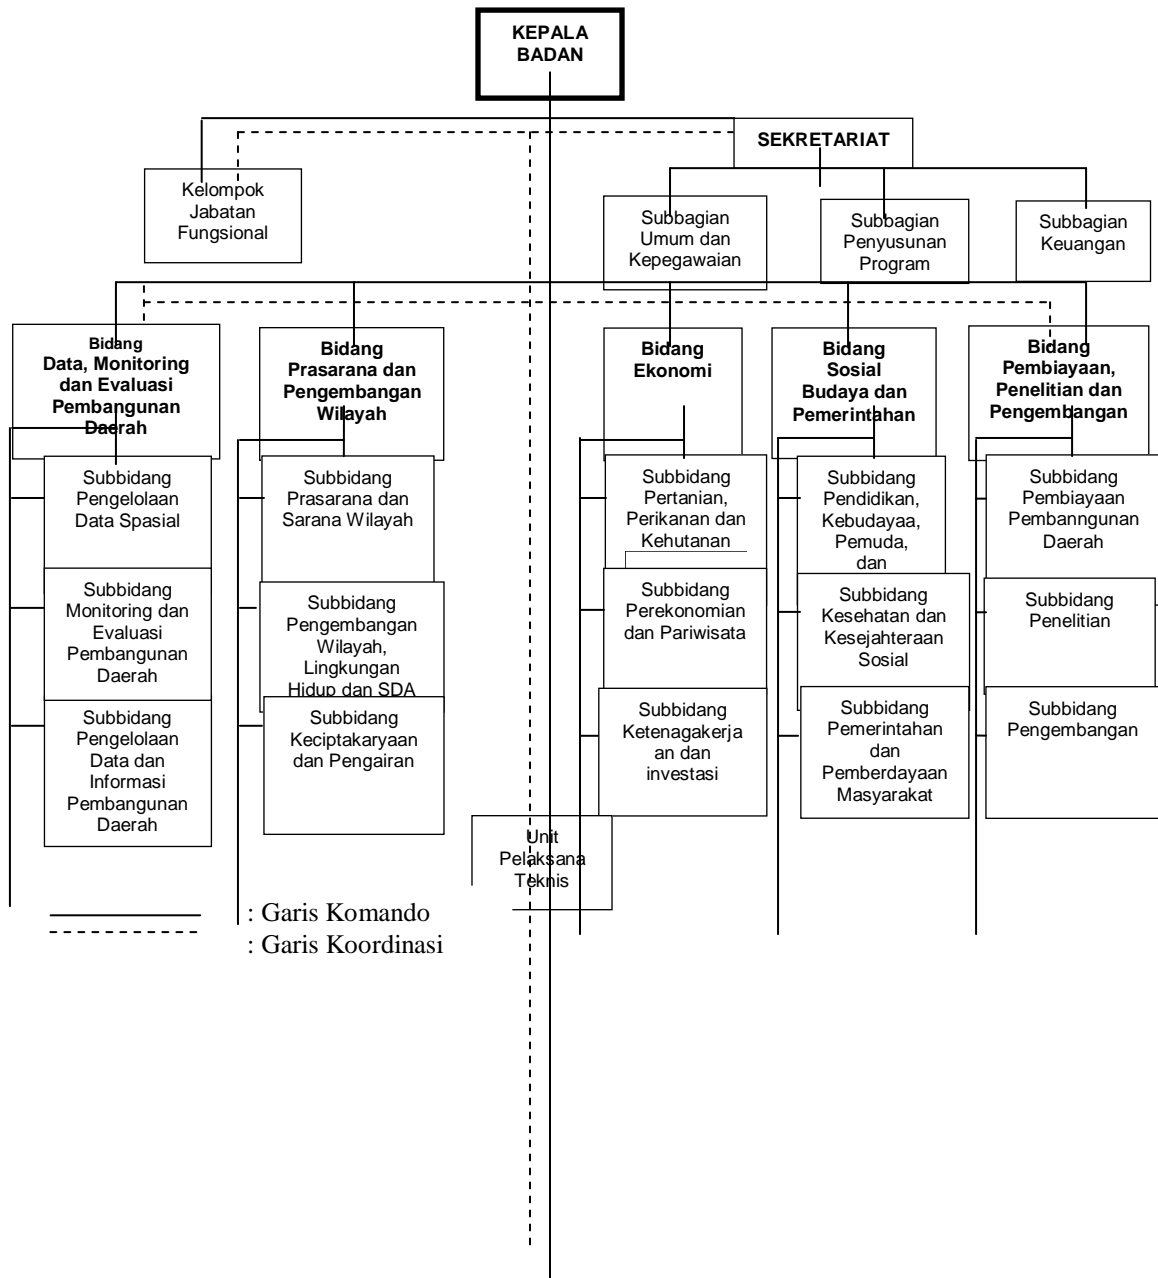 KEPALA
BADAN
SEKRETARIAT
Kelompok
Jabatan
Fungsional
Subbagian
Umum dan
Kepegawaian
Subbagian
Penyusunan
Program
Subbagian
Keuangan
Bidang
Data, Monitoring
dan Evaluasi
Pembangunan
Daerah
Bidang
Prasarana dan
Pengembangan
Wilayah
Bidang
Ekonomi
Bidang
Sosial
Budaya dan
Pemerintahan
Bidang
Pembiayaan,
Penelitian dan
Pengembangan
Subbidang
Pengelolaan
Data Spasial
Subbidang
Prasarana dan
Sarana Wilayah
Subbidang
Pertanian,
Perikanan dan
Kehutanan
Subbidang
Pendidikan,
Kebudayaa,
Pemuda,
dan
Subbidang
Pembiayaan
Pembanngunan
Daerah
Subbidang
Monitoring dan
Evaluasi
Pembangunan
Daerah
Subbidang
Pengembangan
Wilayah,
Lingkungan
Hidup dan SDA
Subbidang
Perekonomian
dan Pariwisata
Subbidang
Kesehatan dan
Kesejahteraan
Sosial
Subbidang
Penelitian
Subbidang
Pengelolaan
Data dan
Informasi
Pembangunan
Daerah
Subbidang
Keciptakaryaan
dan Pengairan
Subbidang
Ketenagakerja
an dan
investasi
Subbidang
Pemerintahan
dan
Pemberdayaan
Masyarakat
Subbidang
Pengembangan
Unit
Pelaksana
Teknis
: Garis Komando
: Garis Koordinasi